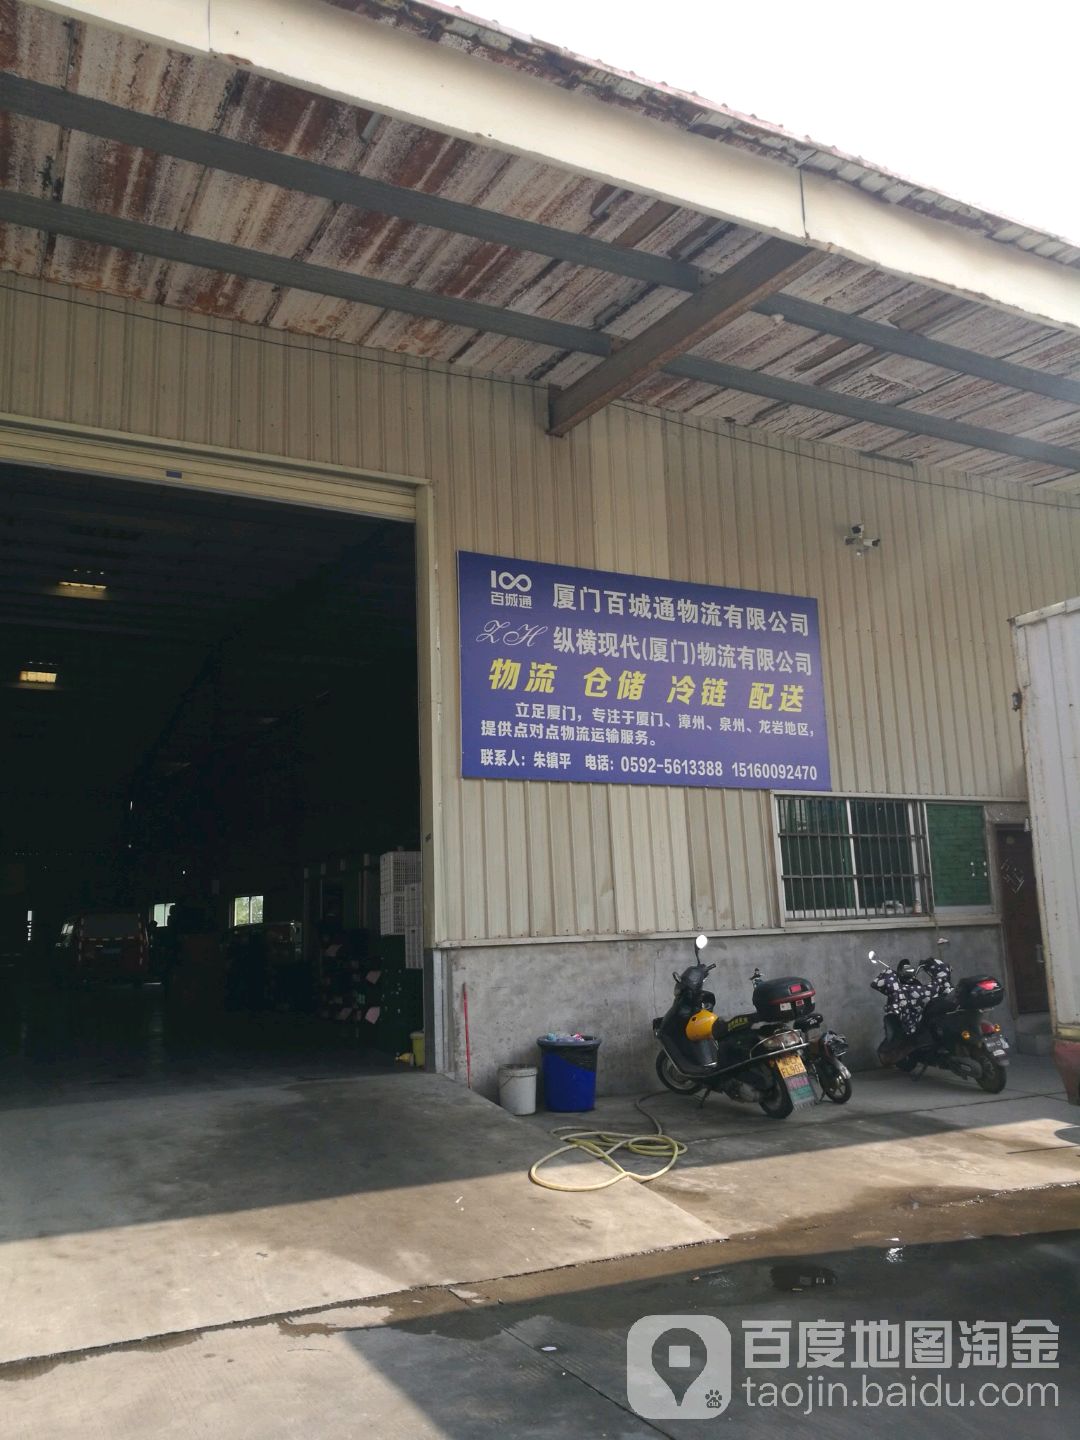 100
百城通
厦门百城通物流有限公司
ZH 纵横现代(厦门)物流有限公司
物流 仓储 冷链 配送
立足厦门，专注于厦门、漳州、泉州、龙岩地区，
提供点对点物流运输服务。
联系人：朱镇平 电话：0592-5613388 15160092470
百度地图淘金
taojin.baidu.com
du